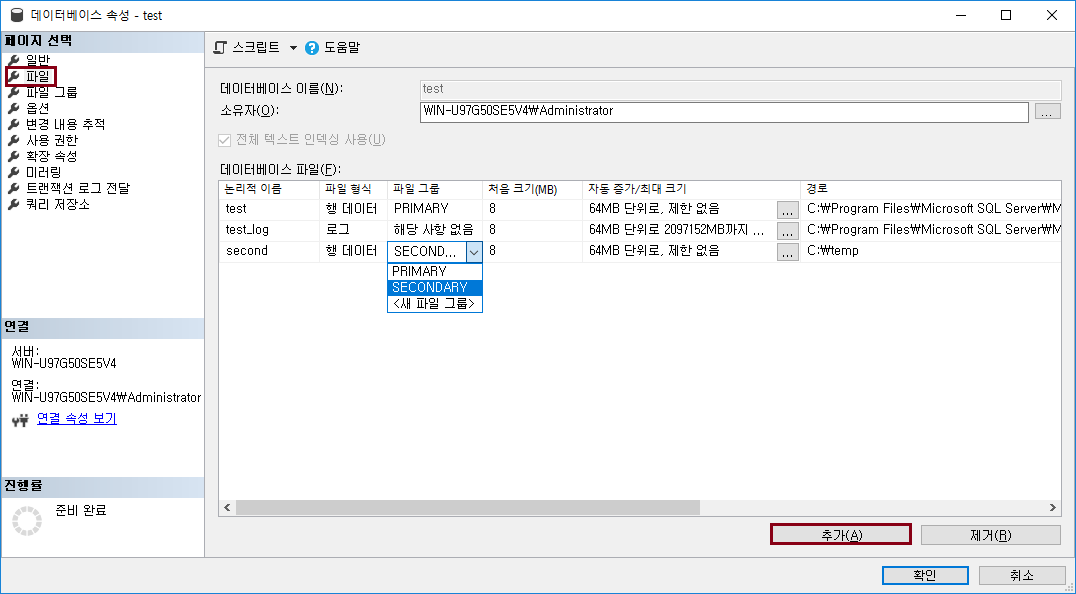 데이터베이스 속성 - test
페이지 선택
일반
파일
파일 그룹
옵션
변경 내용 추적
사용 권한
확장 속성
미러링
트랜잭션 로그 전달
쿼리 저장소
연결
서버:
WIN-U97G50SE5V4
연결:
WIN-U97G50SE5V4₩Administrator
연결 속성 보기
진행률
준비 완료
스크립트 도움말
데이터베이스 이름(N): test
소유자(O): WIN-U97G50SE5V4₩Administrator ...
전체 텍스트 인덱싱 사용(U)
데이터베이스 파일(F):
논리적 이름 파일 형식 파일 그룹 처음 크기(MB) 자동 증가/최대 크기 경로
test 행 데이터 PRIMARY 8 64MB 단위로, 제한 없음 ... C:₩Program Files₩Microsoft SQL Server₩M
test_log 로그 해당 사항 없음 8 64MB 단위로 2097152MB까지 ... ... C:₩Program Files₩Microsoft SQL Server₩M
second 행 데이터 SECOND... 8 64MB 단위로, 제한 없음 ... C:₩temp
PRIMARY
SECONDARY
<새 파일 그룹>
추가(A) 제거(R)
확인 취소